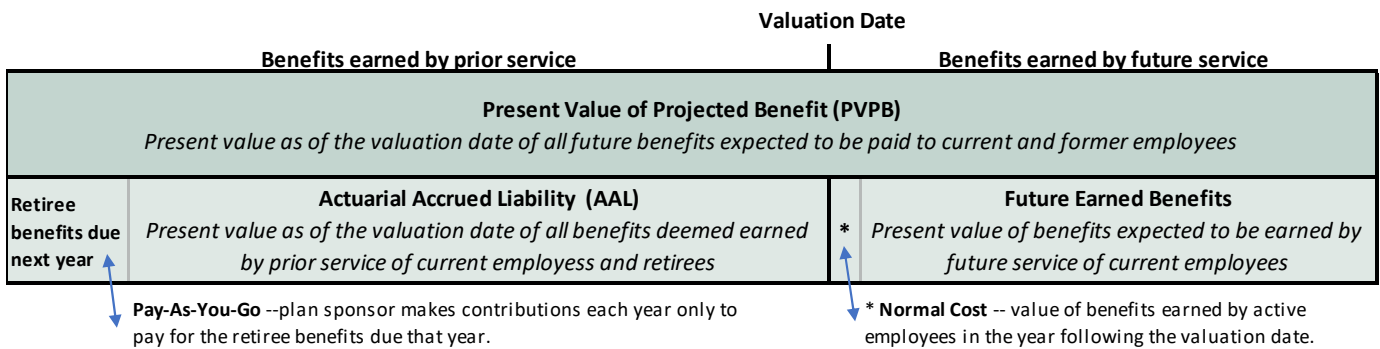 Valuation Date
Benefits earned by prior service
Benefits earned by future service
Present Value of Projected Benefit (PVPB)
Present value as of the valuation date of all future benefits expected to be paid to current and former employees
Retiree
benefits due
next year
Actuarial Accrued Liability (AAL)
Present value as of the valuation date of all benefits deemed earned
by prior service of current employess and retirees
*
Future Earned Benefits
Present value of benefits expected to be earned by
future service of current employees
Pay-As-You-Go --plan sponsor makes contributions each year only to
pay for the retiree benefits due that year.
* Normal Cost -- value of benefits earned by active
employees in the year following the valuation date.